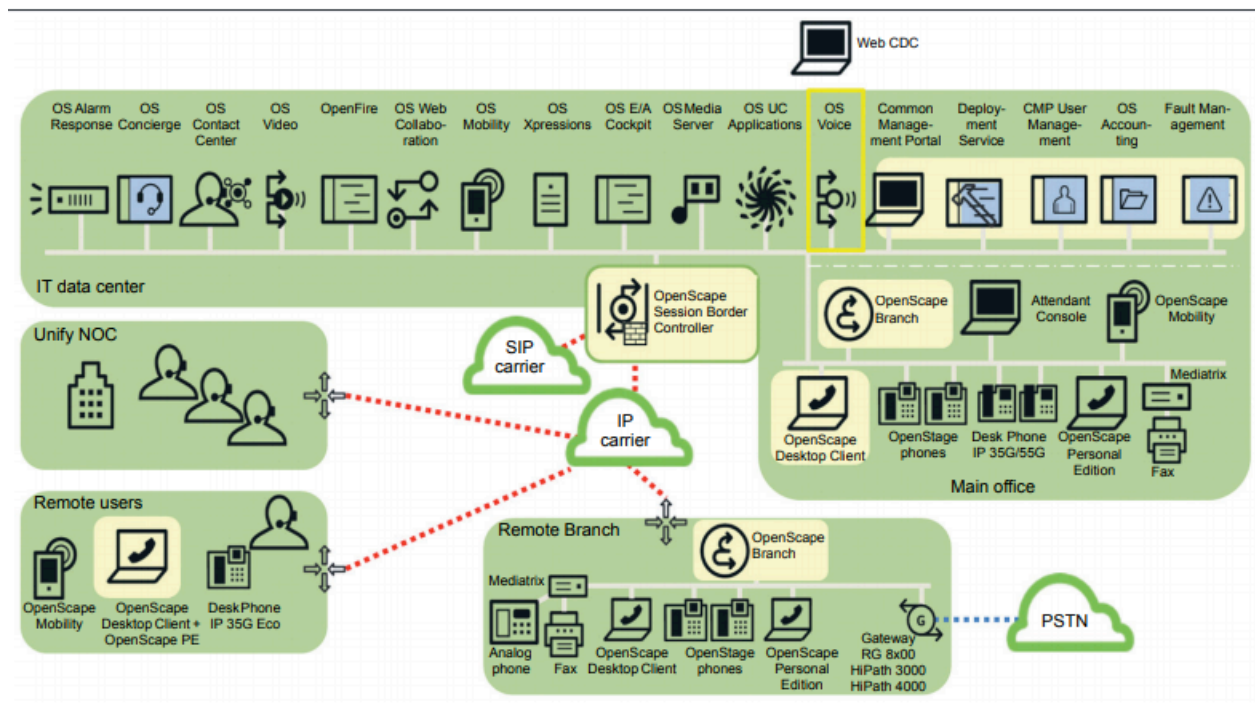 Web CDC
OS Alarm
Response
OS
Concierge
OS
Contact
Center
OS
Video
OpenFire
OS Web
Collabo-
ration
OS
Mobility
OS
Xpressions
OS E/A
Cockpit
OS Media
Server
OS UC
Applications
OS
Voice
Common
Manage-
ment Portal
Deploy-
ment
Service
CMP User
Manage-
ment
OS
Accoun-
ting
Fault Man-
agement
IT data center
OpenScape
Session Border
Controller
OpenScape
Branch
Attendant
Console
OpenScape
Mobility
Mediatrix
OpenScape
Desktop Client
OpenStage
phones
Desk Phone
IP 35G/55G
OpenScape
Personal
Edition
Fax
Main office
Unify NOC
SIP
carrier
IP
carrier
Remote users
OpenScape
Mobility
OpenScape
Desktop Client +
OpenScape PE
DeskPhone
IP 35G Eco
Remote Branch
OpenScape
Branch
Mediatrix
Analog
phone
Fax
OpenScape
Desktop Client
OpenStage
phones
OpenScape
Personal
Edition
G
Gateway
RG 8x00
HiPath 3000
HiPath 4000
PSTN